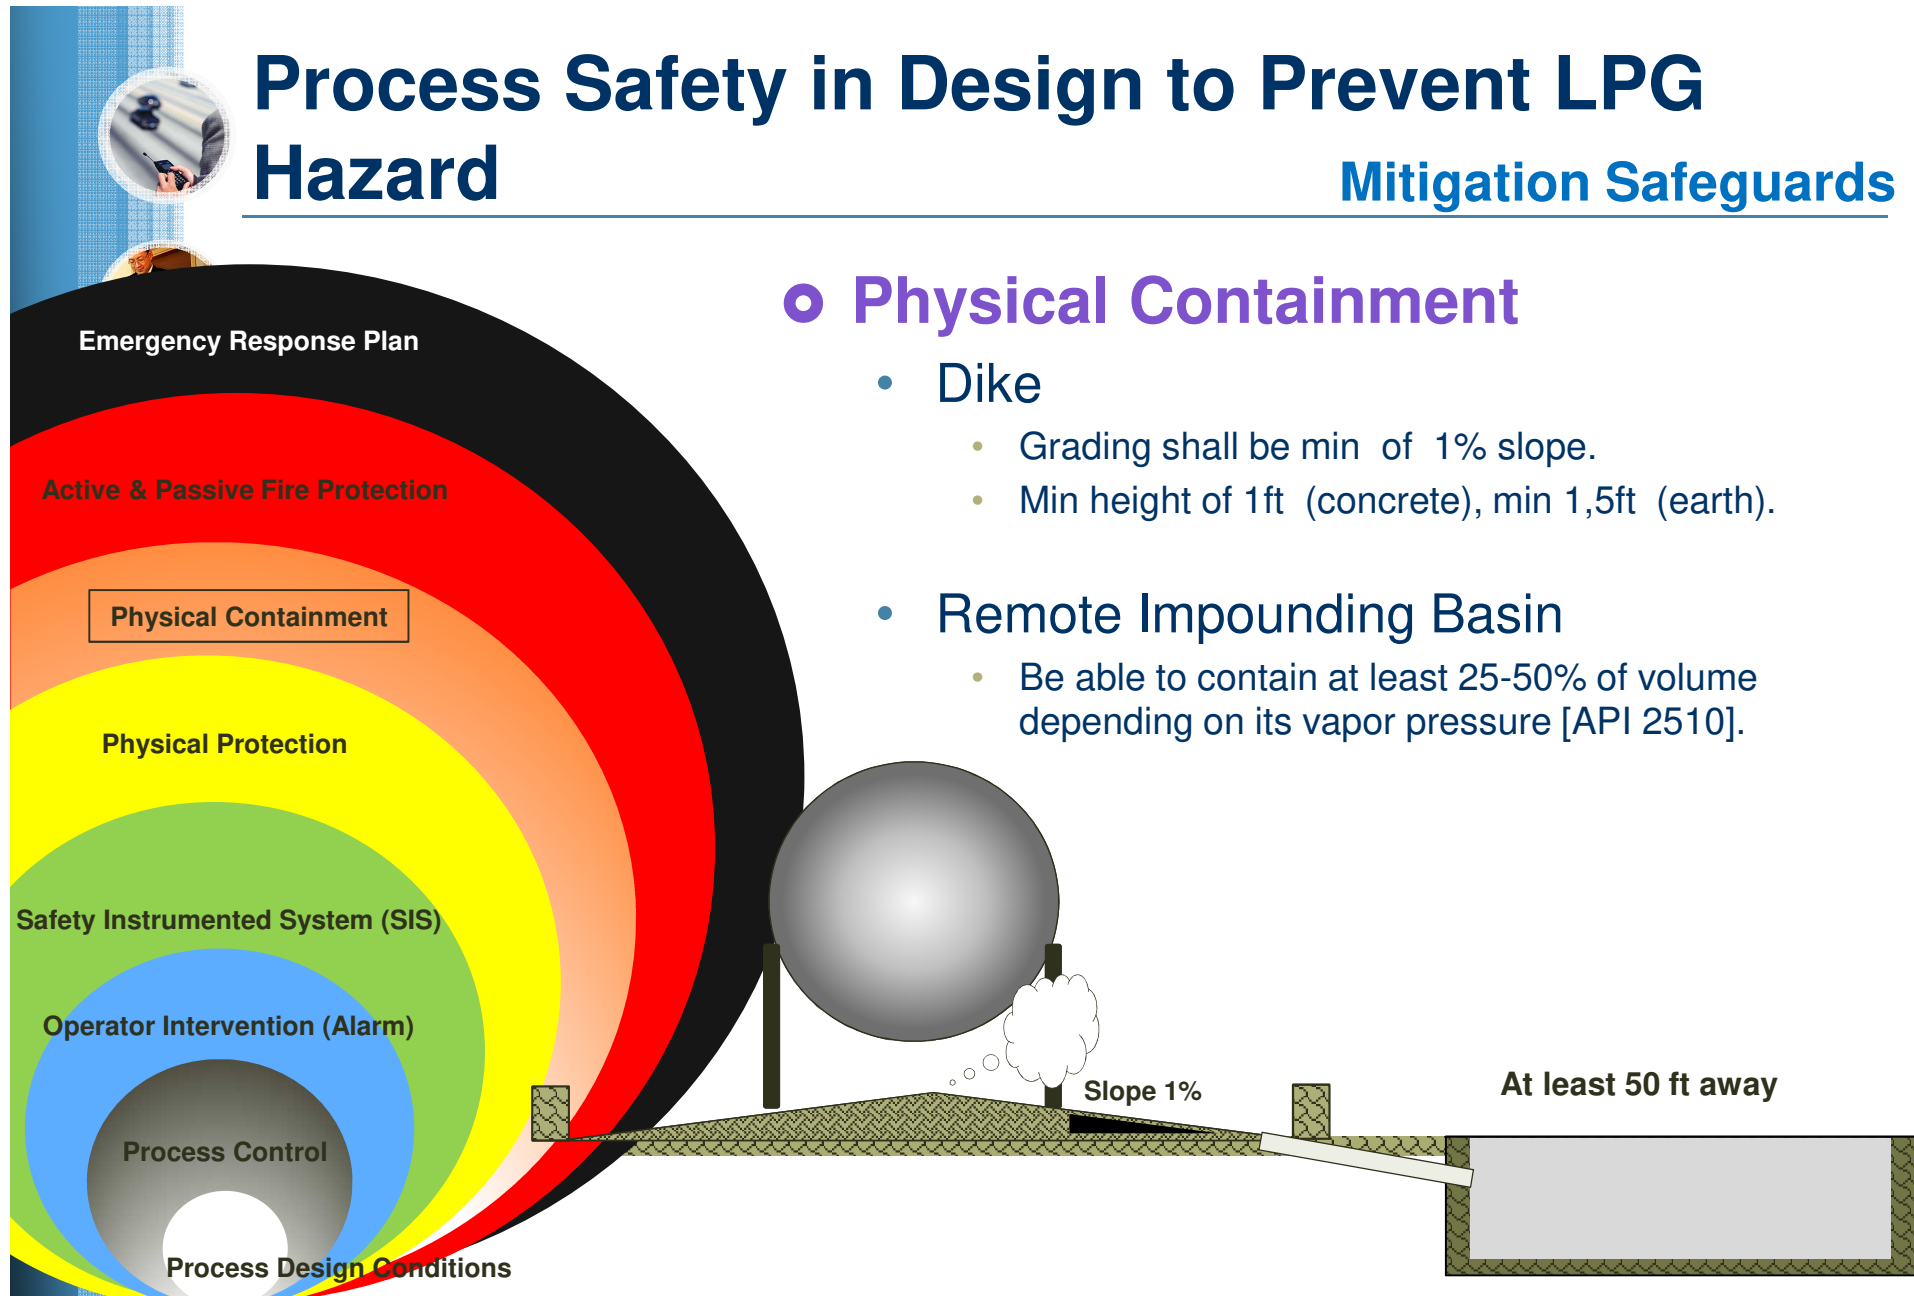 Process Safety in Design to Prevent LPG
Hazard
Mitigation Safeguards
Physical Containment
Dike
Grading shall be min of 1% slope.
Min height of 1ft (concrete), min 1,5ft (earth).
Remote Impounding Basin
Be able to contain at least 25-50% of volume
depending on its vapor pressure [API 2510].
Emergency Response Plan
Active & Passive Fire Protection
Physical Containment
Physical Protection
Safety Instrumented System (SIS)
Operator Intervention (Alarm)
Process Control
Process Design Conditions
Slope 1%
At least 50 ft away